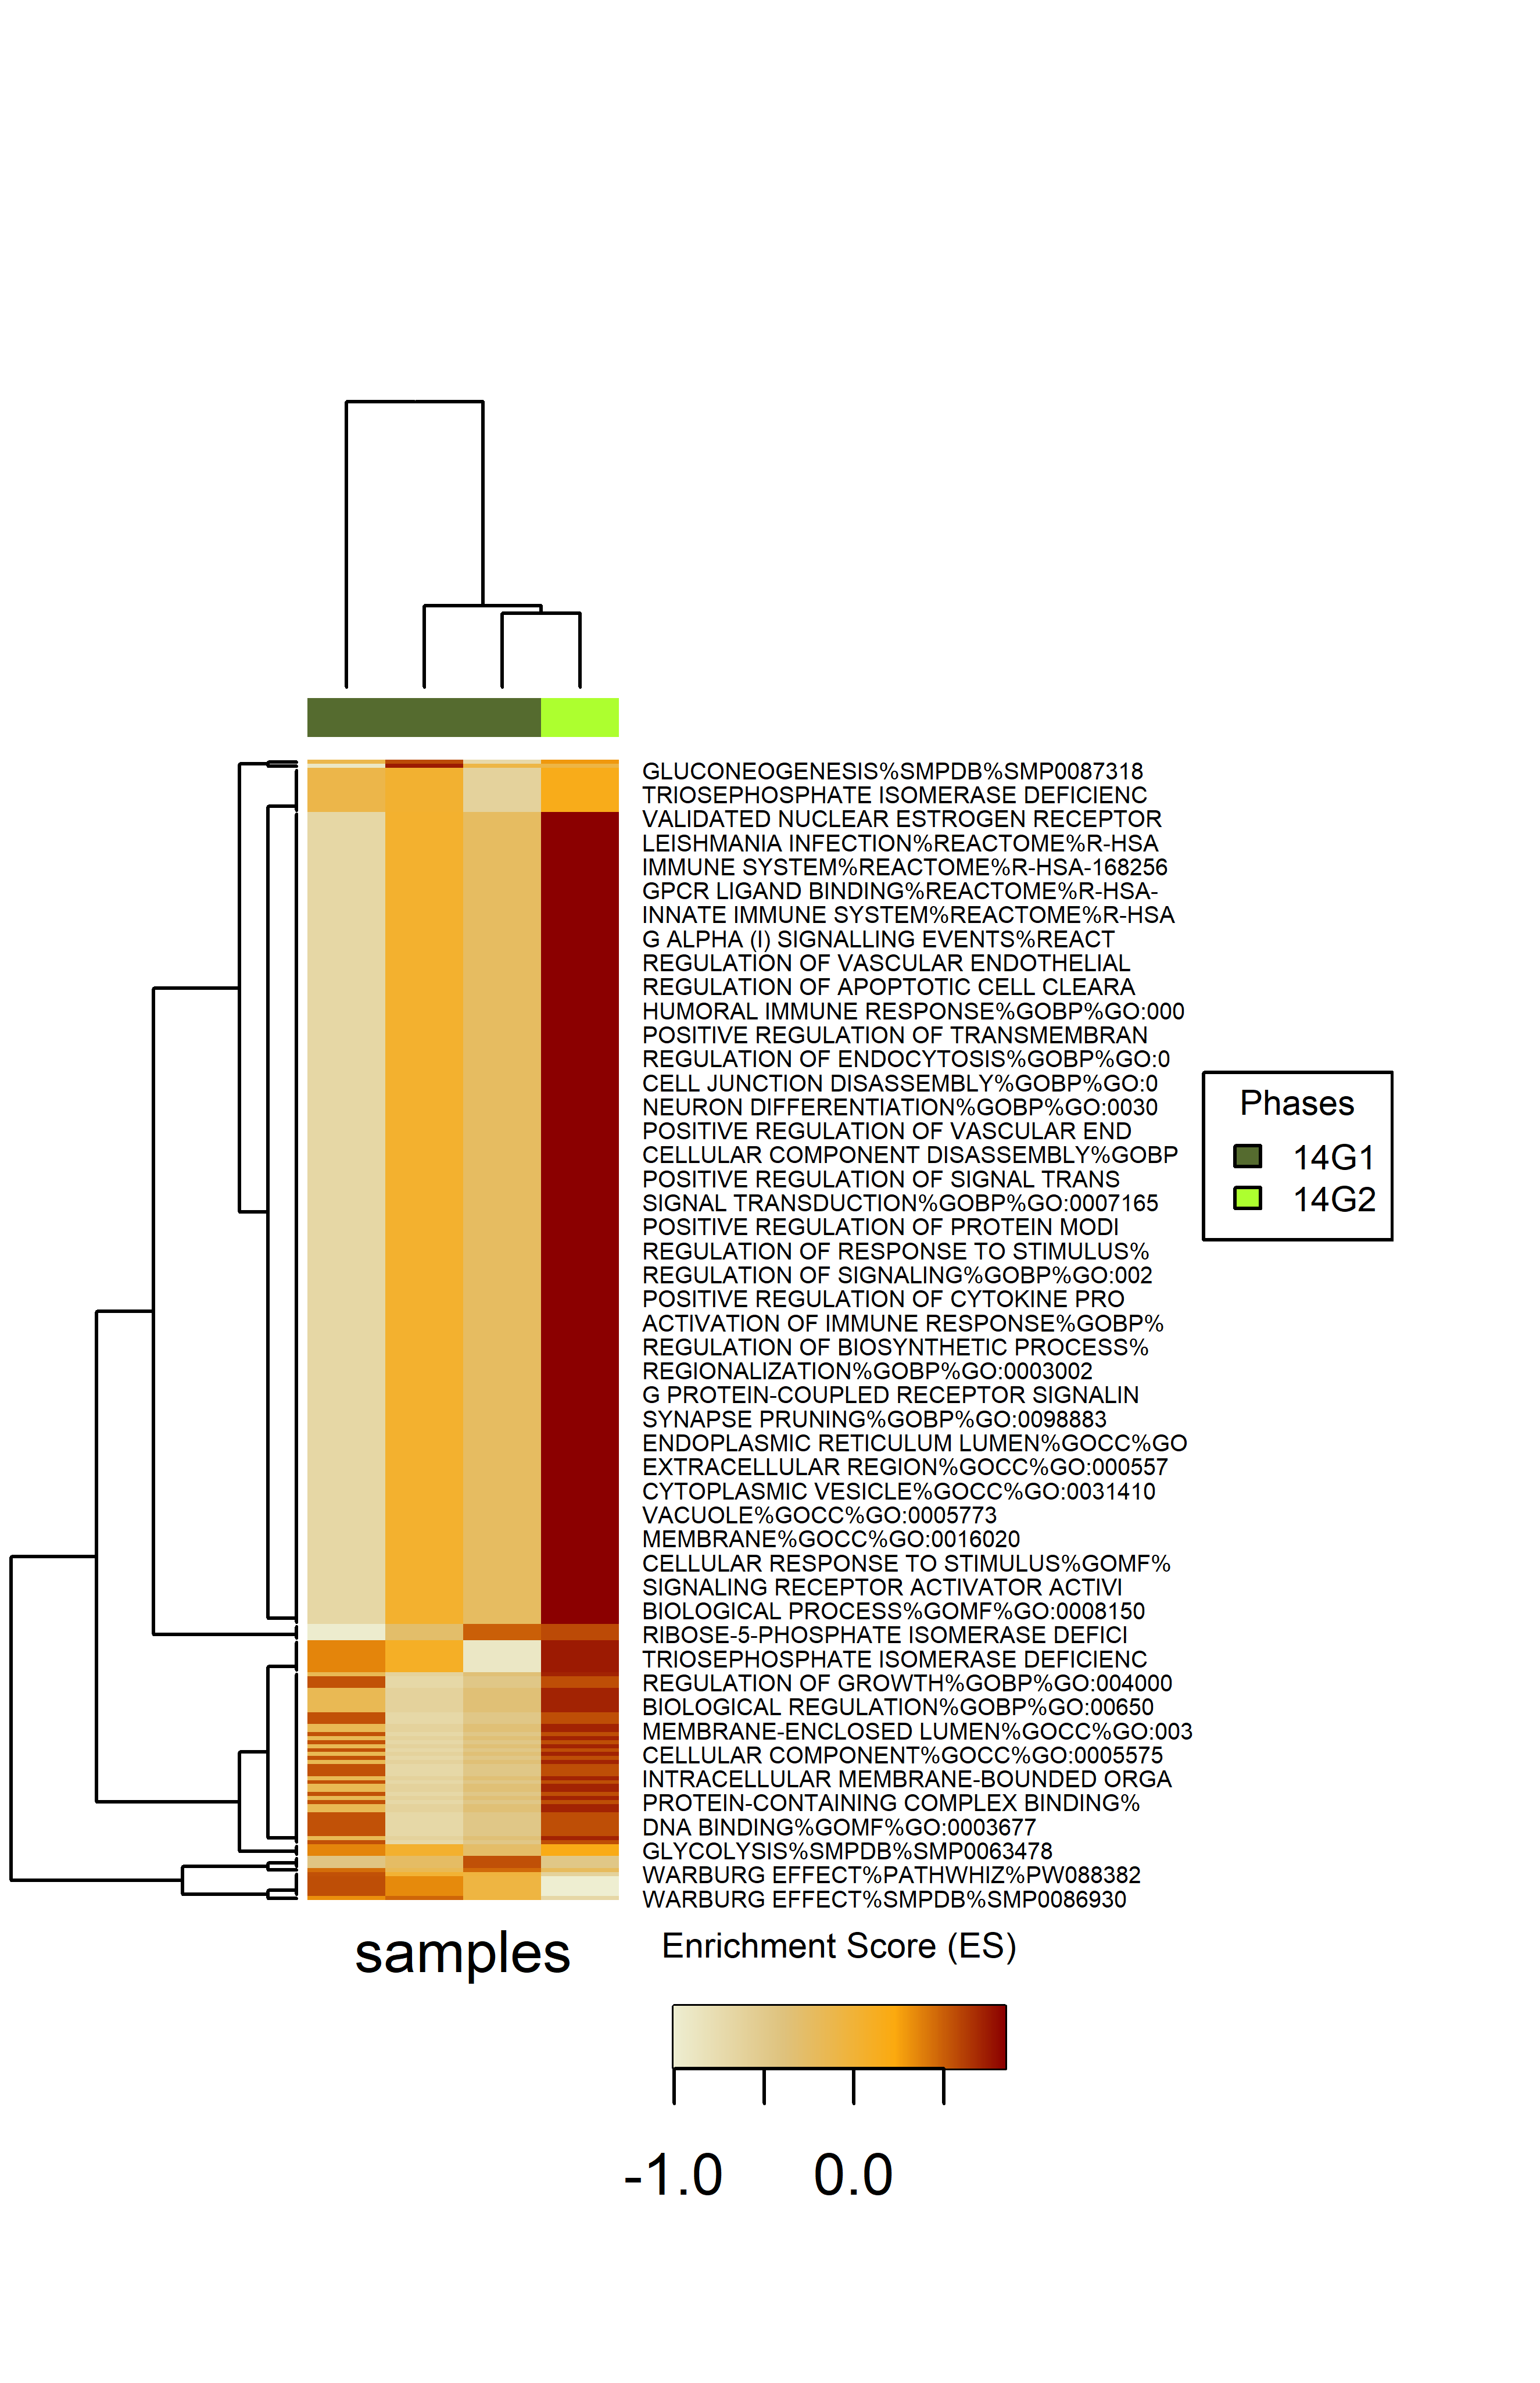 GLUCONEOGENESIS%SMPDB%SMP0087318
TRIOSEPHOSPHATE ISOMERASE DEFICIENC
VALIDATED NUCLEAR ESTROGEN RECEPTOR
LEISHMANIA INFECTION%REACTOME%R-HSA
IMMUNE SYSTEM%REACTOME%R-HSA-168256
GPCR LIGAND BINDING%REACTOME%R-HSA-
INNATE IMMUNE SYSTEM%REACTOME%R-HSA
G ALPHA (I) SIGNALLING EVENTS%REACT
REGULATION OF VASCULAR ENDOTHELIAL
REGULATION OF APOPTOTIC CELL CLEARA
HUMORAL IMMUNE RESPONSE%GOBP%GO:000
POSITIVE REGULATION OF TRANSMEMBRAN
REGULATION OF ENDOCYTOSIS%GOBP%GO:0
CELL JUNCTION DISASSEMBLY%GOBP%GO:0
NEURON DIFFERENTIATION%GOBP%GO:0030
POSITIVE REGULATION OF VASCULAR END
CELLULAR COMPONENT DISASSEMBLY%GOBP
POSITIVE REGULATION OF SIGNAL TRANS
SIGNAL TRANSDUCTION%GOBP%GO:0007165
POSITIVE REGULATION OF PROTEIN MODI
REGULATION OF RESPONSE TO STIMULUS%
REGULATION OF SIGNALING%GOBP%GO:002
POSITIVE REGULATION OF CYTOKINE PRO
ACTIVATION OF IMMUNE RESPONSE%GOBP%
REGULATION OF BIOSYNTHETIC PROCESS%
REGIONALIZATION%GOBP%GO:0003002
G PROTEIN-COUPLED RECEPTOR SIGNALIN
SYNAPSE PRUNING%GOBP%GO:0098883
ENDOPLASMIC RETICULUM LUMEN%GOCC%GO
EXTRACELLULAR REGION%GOCC%GO:000557
CYTOPLASMIC VESICLE%GOCC%GO:0031410
VACUOLE%GOCC%GO:0005773
MEMBRANE%GOCC%GO:0016020
CELLULAR RESPONSE TO STIMULUS%GOMF%
SIGNALING RECEPTOR ACTIVATOR ACTIVI
BIOLOGICAL PROCESS%GOMF%GO:0008150
RIBOSE-5-PHOSPHATE ISOMERASE DEFICI
TRIOSEPHOSPHATE ISOMERASE DEFICIENC
REGULATION OF GROWTH%GOBP%GO:004000
BIOLOGICAL REGULATION%GOBP%GO:00650
MEMBRANE-ENCLOSED LUMEN%GOCC%GO:003
CELLULAR COMPONENT%GOCC%GO:0005575
INTRACELLULAR MEMBRANE-BOUNDED ORGA
PROTEIN-CONTAINING COMPLEX BINDING%
DNA BINDING%GOMF%GO:0003677
GLYCOLYSIS%SMPDB%SMP0063478
WARBURG EFFECT%PATHWHIZ%PW088382
WARBURG EFFECT%SMPDB%SMP0086930
Phases
14G1
14G2
samples
Enrichment Score (ES)
-1.0 0.0